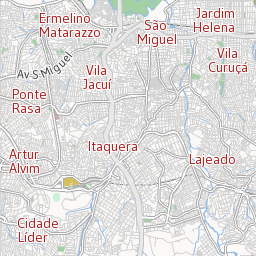 Ermelino
Matarazzo
São
Miguel
Jardim
Helena
Av S Miguel
Vila
Jacuí
Vila
Curuçá
Ponte
Rasa
Artur
Alvim
Itaquera
Lajeado
Cidade
Líder